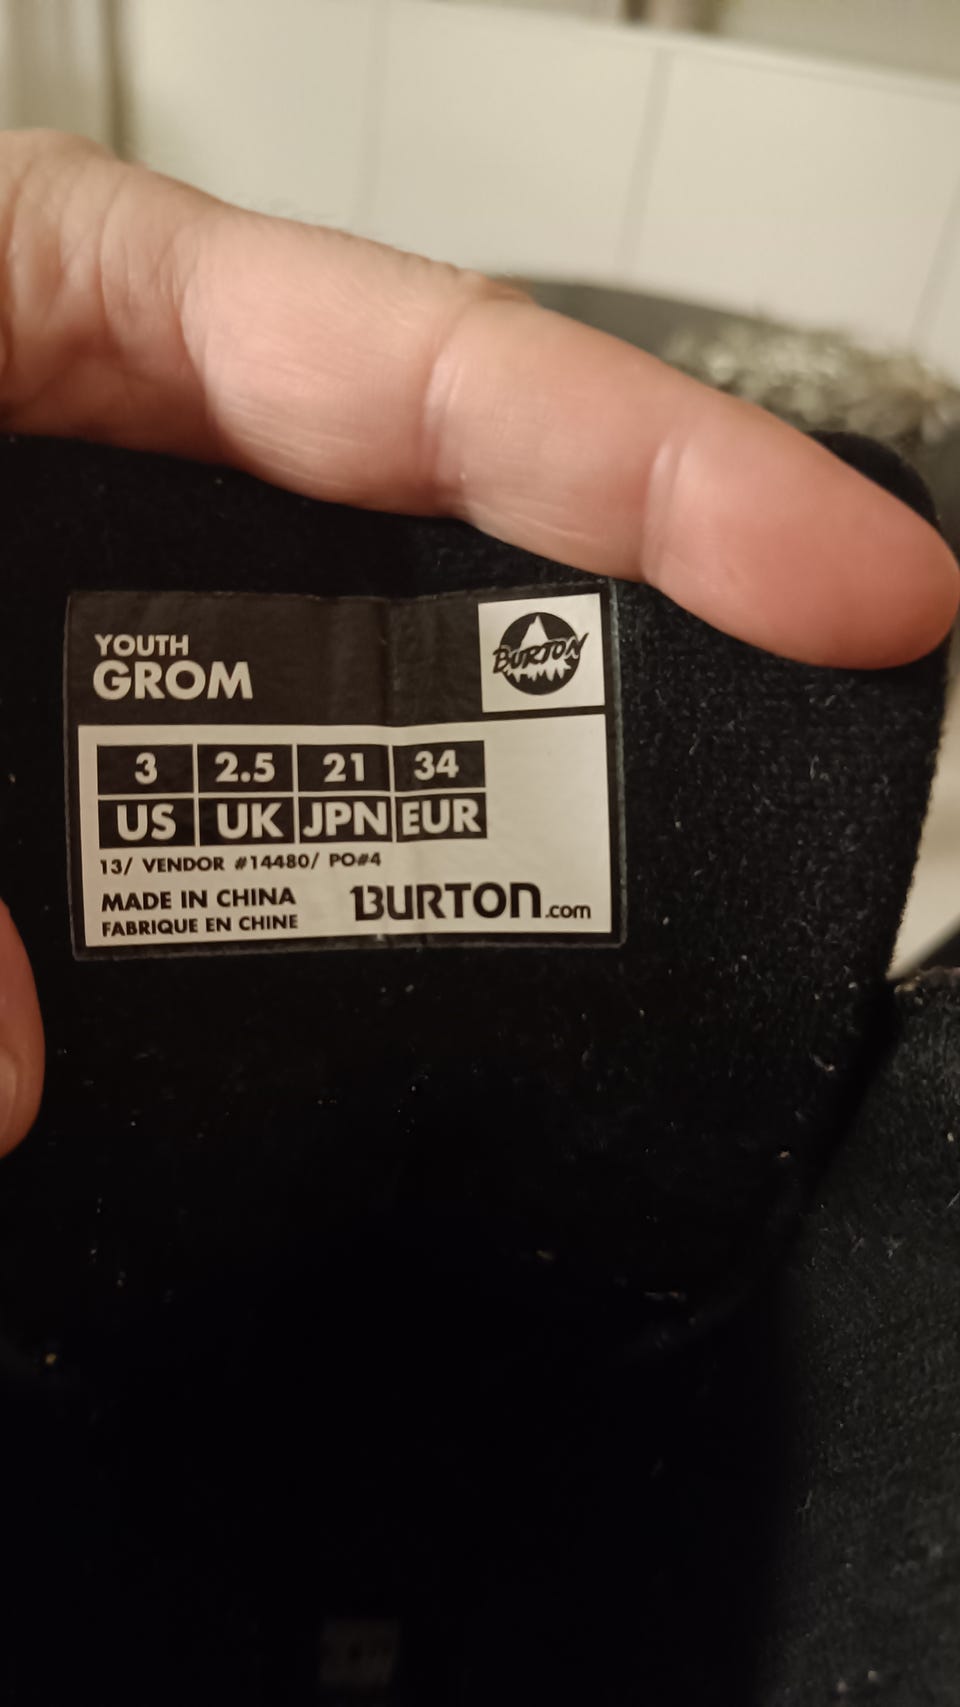 YOUTH
GROM
BURTON
3 2.5 21 34
US UK JPN EUR
13/ VENDOR #14480/ PO#4
MADE IN CHINA
FABRIQUE EN CHINE
BURTON.com